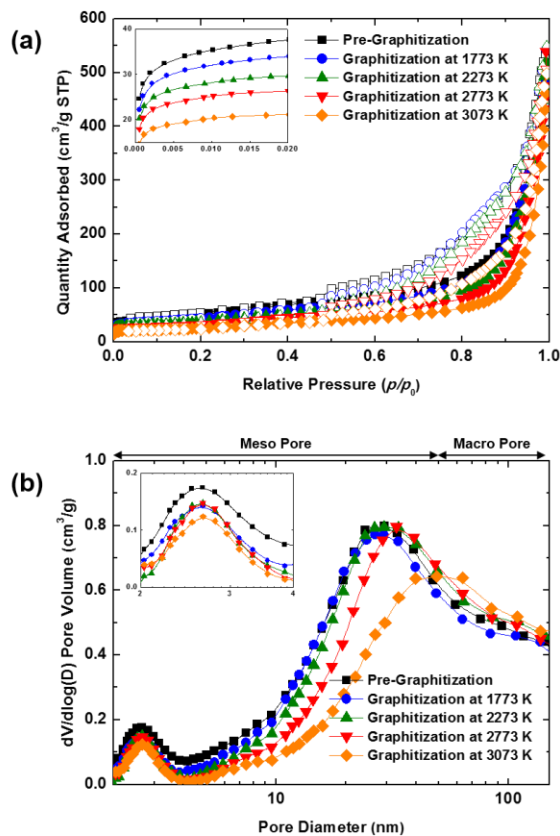 (a)
600
500
400
300
200
100
0
Quantity Adsorbed (cm³/g STP)
40
30
20
0.000 0.005 0.010 0.015 0.020
Pre-Graphitization
Graphitization at 1773 K
Graphitization at 2273 K
Graphitization at 2773 K
Graphitization at 3073 K
0.0 0.2 0.4 0.6 0.8 1.0
Relative Pressure (p/p₀)
(b)
Meso Pore Macro Pore
1.0
0.8
0.6
0.4
0.2
0.0
dV/dlog(D) Pore Volume (cm³/g)
0.2
0.1
0.0
2 3 4
Pre-Graphitization
Graphitization at 1773 K
Graphitization at 2273 K
Graphitization at 2773 K
Graphitization at 3073 K
10 100
Pore Diameter (nm)